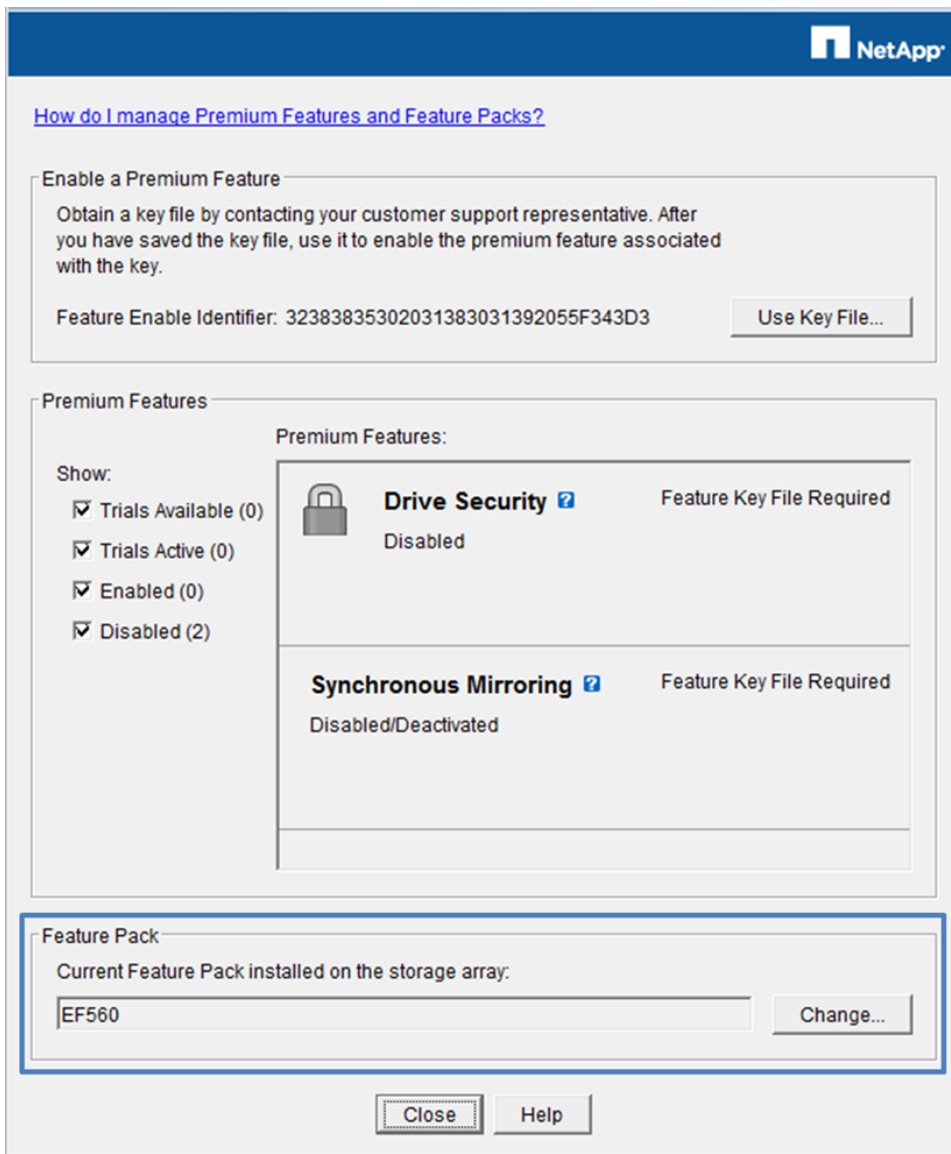 NetApp
How do I manage Premium Features and Feature Packs?
Enable a Premium Feature
Obtain a key file by contacting your customer support representative. After
you have saved the key file, use it to enable the premium feature associated
with the key.
Feature Enable Identifier: 32383835302031383031392055F343D3
Use Key File...
Premium Features
Premium Features:
Show:
Trials Available (0)
Trials Active (0)
Enabled (0)
Disabled (2)
Drive Security ?
Feature Key File Required
Disabled
Synchronous Mirroring ?
Feature Key File Required
Disabled/Deactivated
Feature Pack
Current Feature Pack installed on the storage array:
EF560
Change...
Close
Help